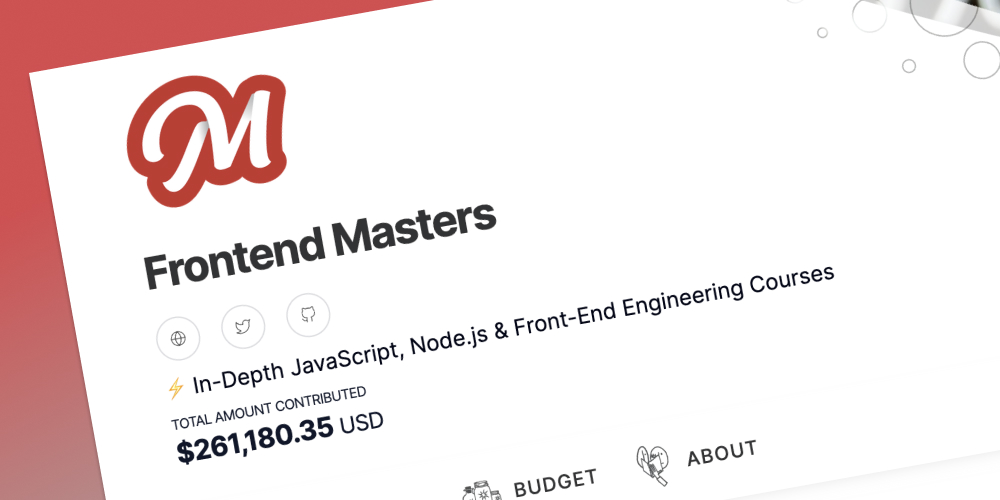 M
Frontend Masters
⚡ In-Depth JavaScript, Node.js & Front-End Engineering Courses
TOTAL AMOUNT CONTRIBUTED
$261,180.35 USD
BUDGET
ABOUT